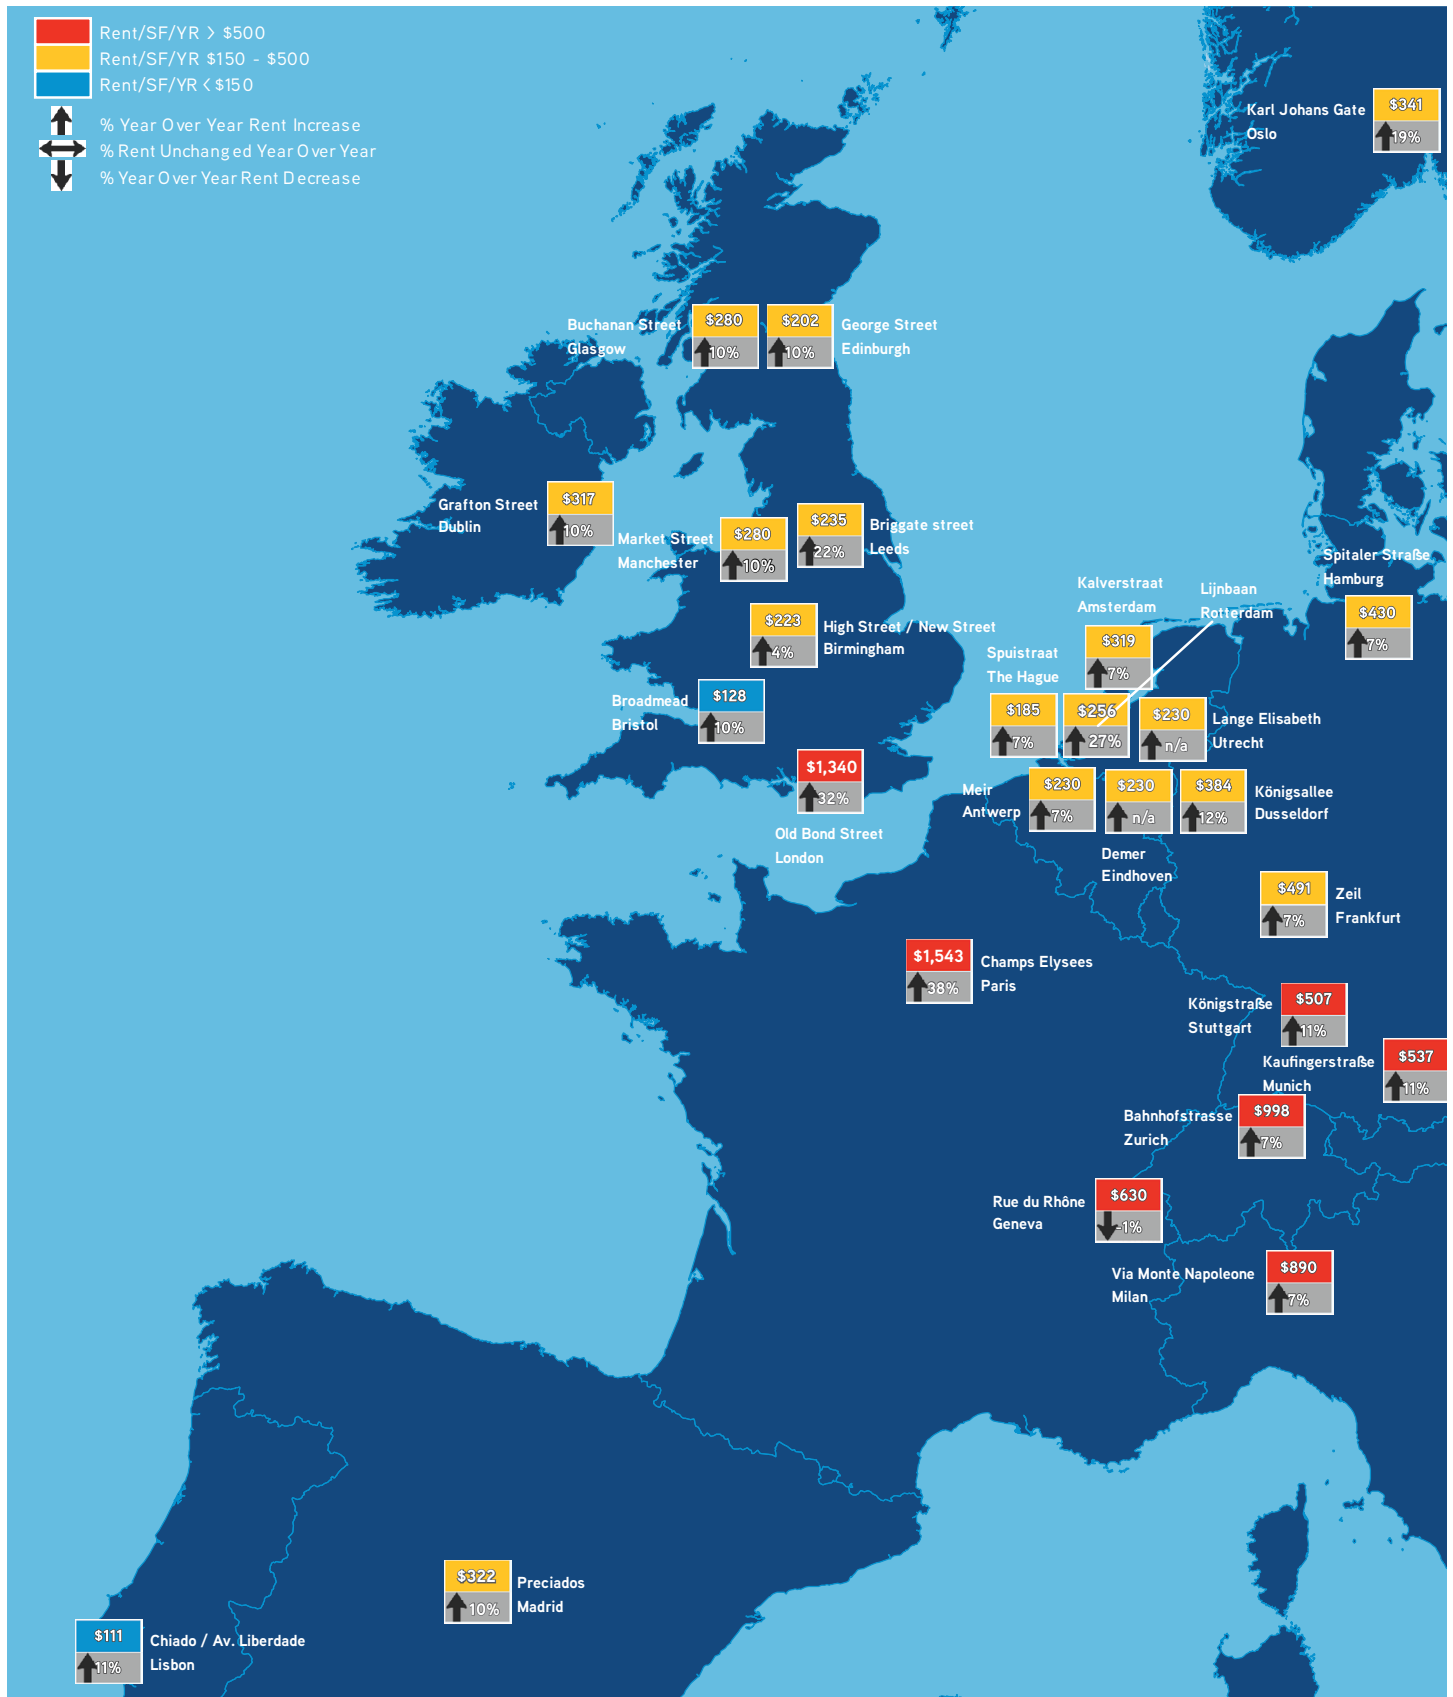 Rent/SF/YR > $500
Rent/SF/YR $150 - $500
Rent/SF/YR < $150
% Year Over Year Rent Increase
% Rent Unchanged Year Over Year
% Year Over Year Rent Decrease
Karl Johans Gate
Oslo
$341
19%
Buchanan Street
Glasgow
$280
10%
$202
10%
George Street
Edinburgh
Grafton Street
Dublin
$317
10%
Market Street
Manchester
$280
10%
$235
22%
Briggate street
Leeds
Spitaler Straße
Hamburg
$430
7%
Kalverstraat
Amsterdam
$319
7%
Lijnbaan
Rotterdam
$256
27%
$223
4%
High Street / New Street
Birmingham
Spuistraat
The Hague
$185
7%
Broadmead
Bristol
$128
10%
$230
n/a
Lange Elisabeth
Utrecht
$1,340
32%
Old Bond Street
London
Meir
Antwerp
$230
7%
$230
n/a
Demer
Eindhoven
$384
12%
Königsallee
Dusseldorf
$491
7%
Zeil
Frankfurt
$1,543
38%
Champs Elysees
Paris
Königstraße
Stuttgart
$507
11%
Kaufingerstraße
Munich
$537
11%
Bahnhofstrasse
Zurich
$998
7%
Rue du Rhône
Geneva
$630
-1%
Via Monte Napoleone
Milan
$890
7%
$322
10%
Preciados
Madrid
$111
11%
Chiado / Av. Liberdade
Lisbon